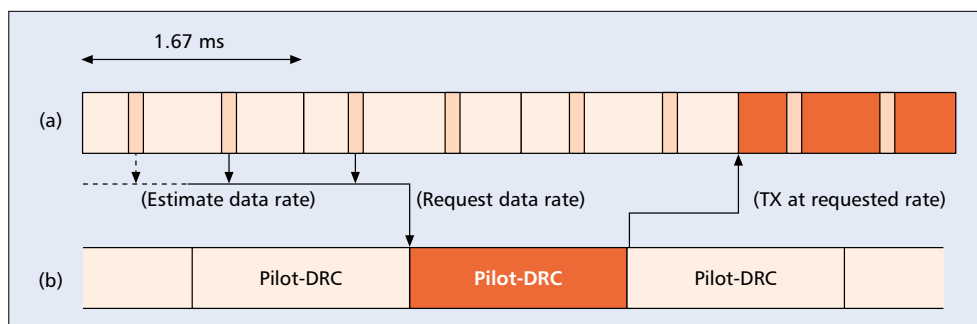 1.67 ms
(a)
(Estimate data rate) (Request data rate) (TX at requested rate)
(b) Pilot-DRC Pilot-DRC Pilot-DRC